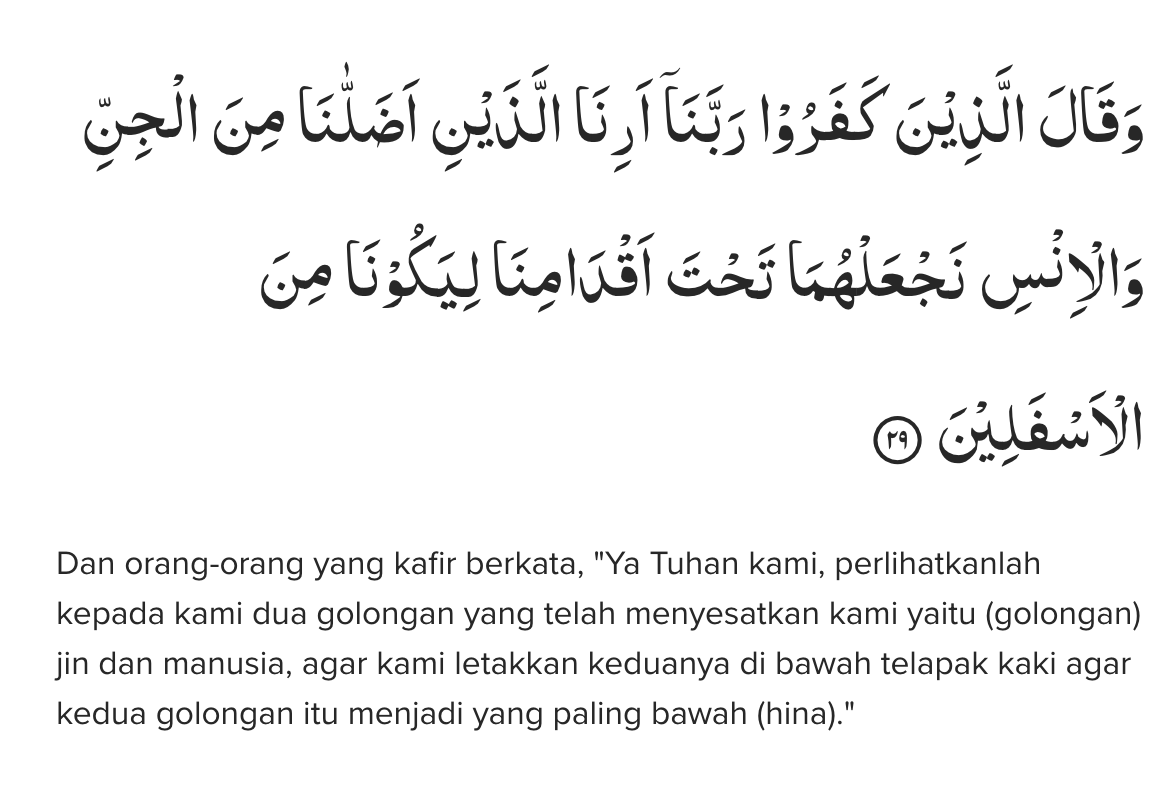 وَقَالَ الَّذِيْنَ كَفَرُوْا رَبَّنَآ اَرِنَا الَّذَيْنِ اَضَلّٰنَا مِنَ الْجِنِّ
وَالْاِنْسِ نَجْعَلْهُمَا تَحْتَ اَقْدَامِنَا لِيَكُوْنَا مِنَ
الْاَسْفَلِيْنَ ٢٩
Dan orang-orang yang kafir berkata, "Ya Tuhan kami, perlihatkanlah
kepada kami dua golongan yang telah menyesatkan kami yaitu (golongan)
jin dan manusia, agar kami letakkan keduanya di bawah telapak kaki agar
kedua golongan itu menjadi yang paling bawah (hina)."